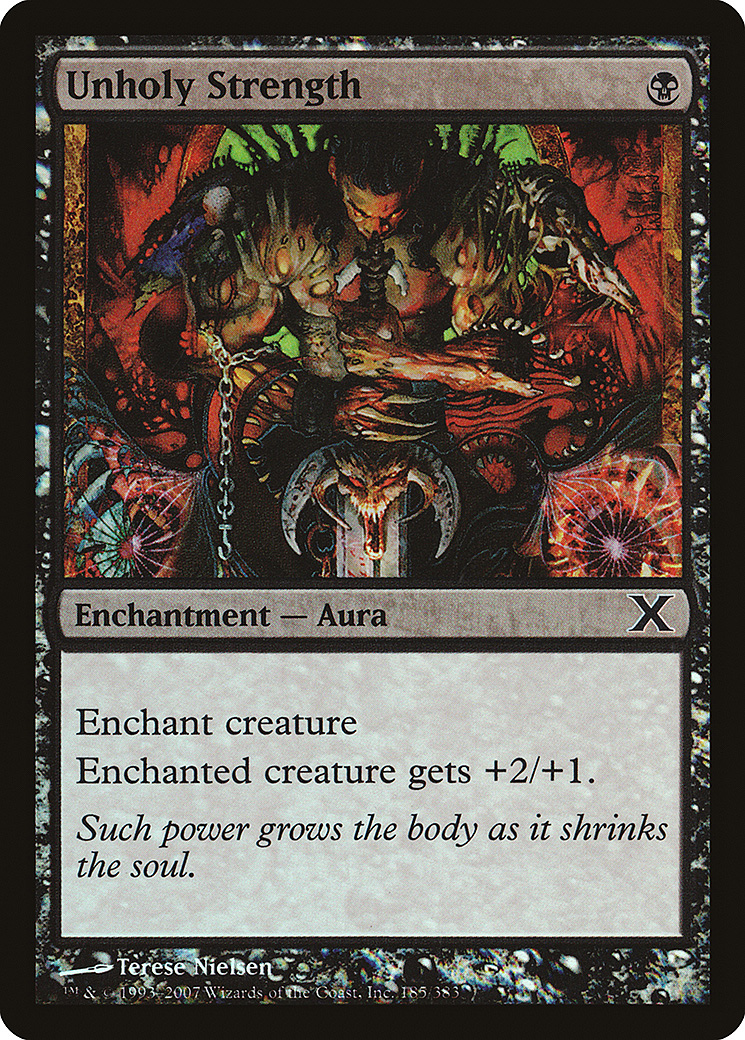 Unholy Strength
Enchantment — Aura
X
Enchant creature
Enchanted creature gets +2/+1.
Such power grows the body as it shrinks
the soul.
Terese Nielsen
™ & © 1993–2007 Wizards of the Coast, Inc. 185/383